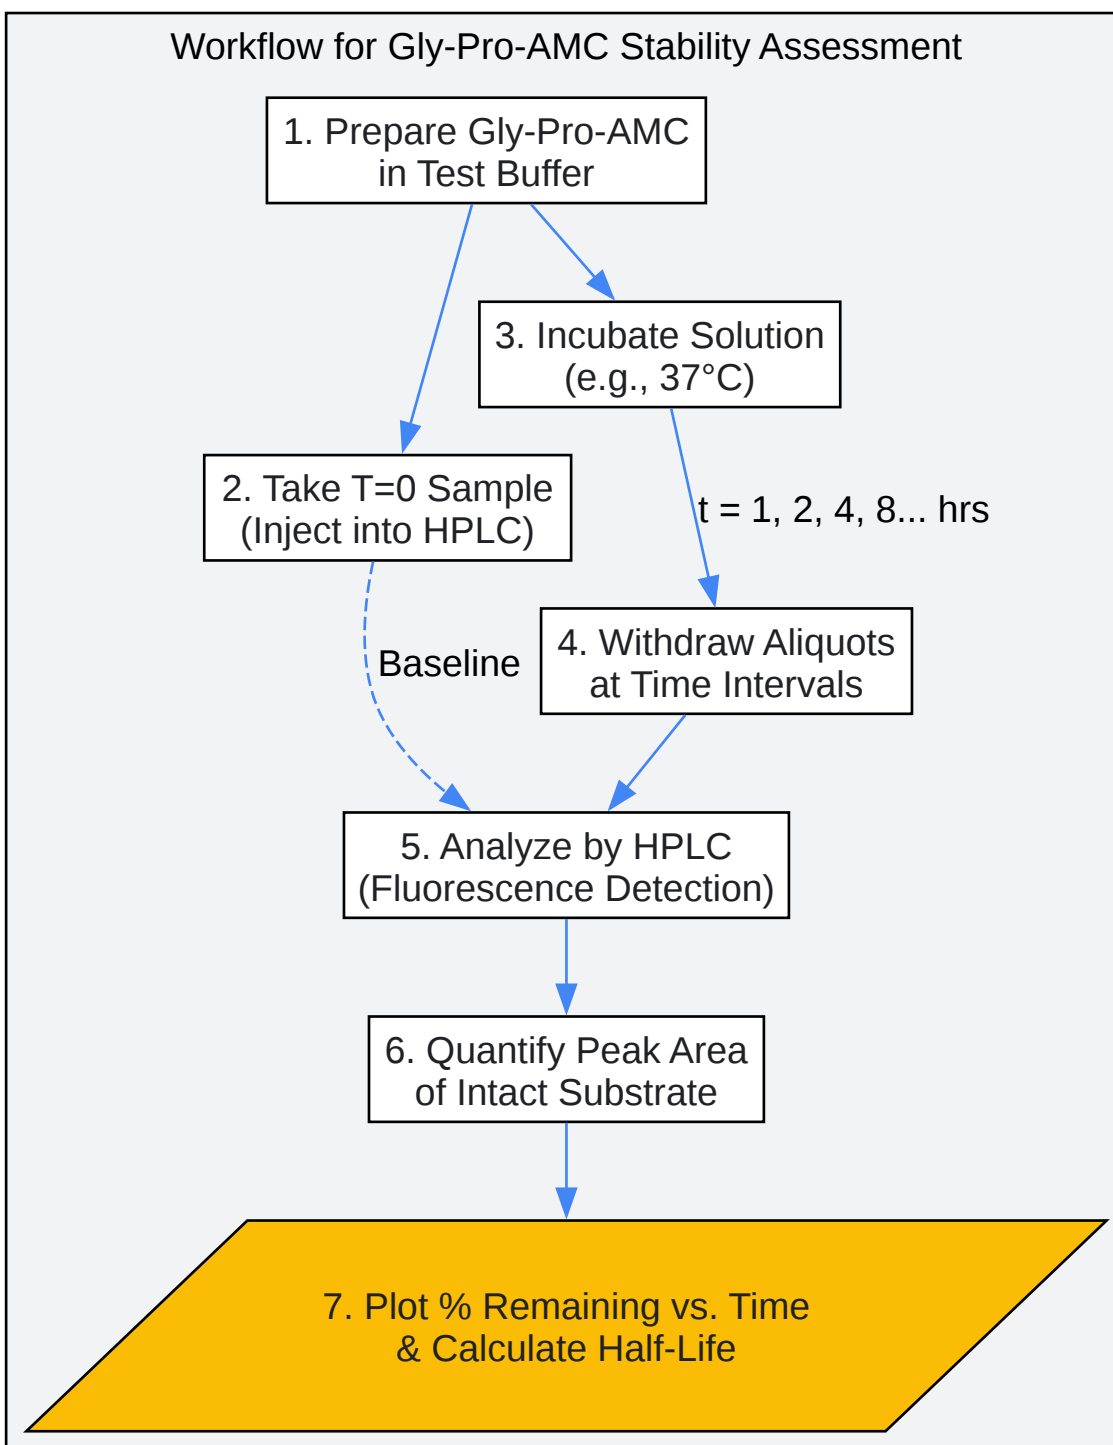 Workflow for Gly-Pro-AMC Stability Assessment
1. Prepare Gly-Pro-AMC
in Test Buffer
3. Incubate Solution
(e.g., 37°C)
2. Take T=0 Sample
(Inject into HPLC)
t = 1, 2, 4, 8... hrs
Baseline
4. Withdraw Aliquots
at Time Intervals
5. Analyze by HPLC
(Fluorescence Detection)
6. Quantify Peak Area
of Intact Substrate
7. Plot % Remaining vs. Time
& Calculate Half-Life